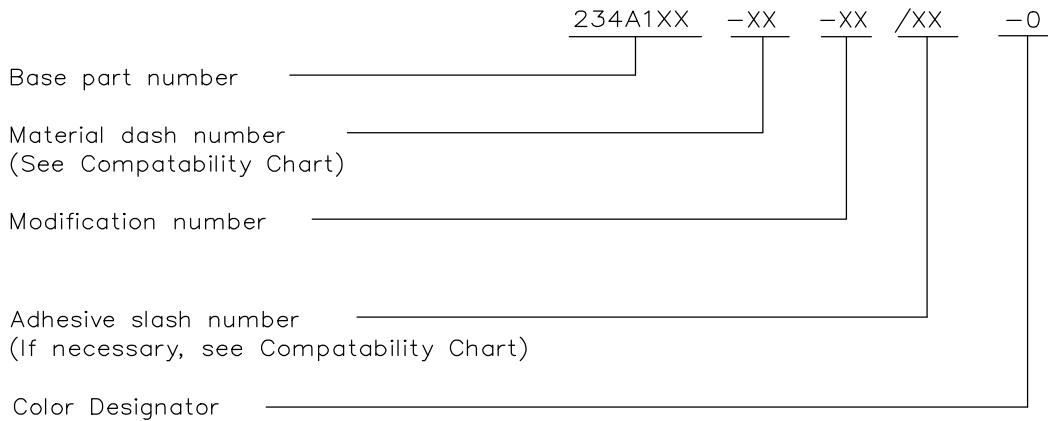 234A1XX -XX -XX /XX -0
Base part number
Material dash number
(See Compatability Chart)
Modification number
Adhesive slash number
(If necessary, see Compatability Chart)
Color Designator